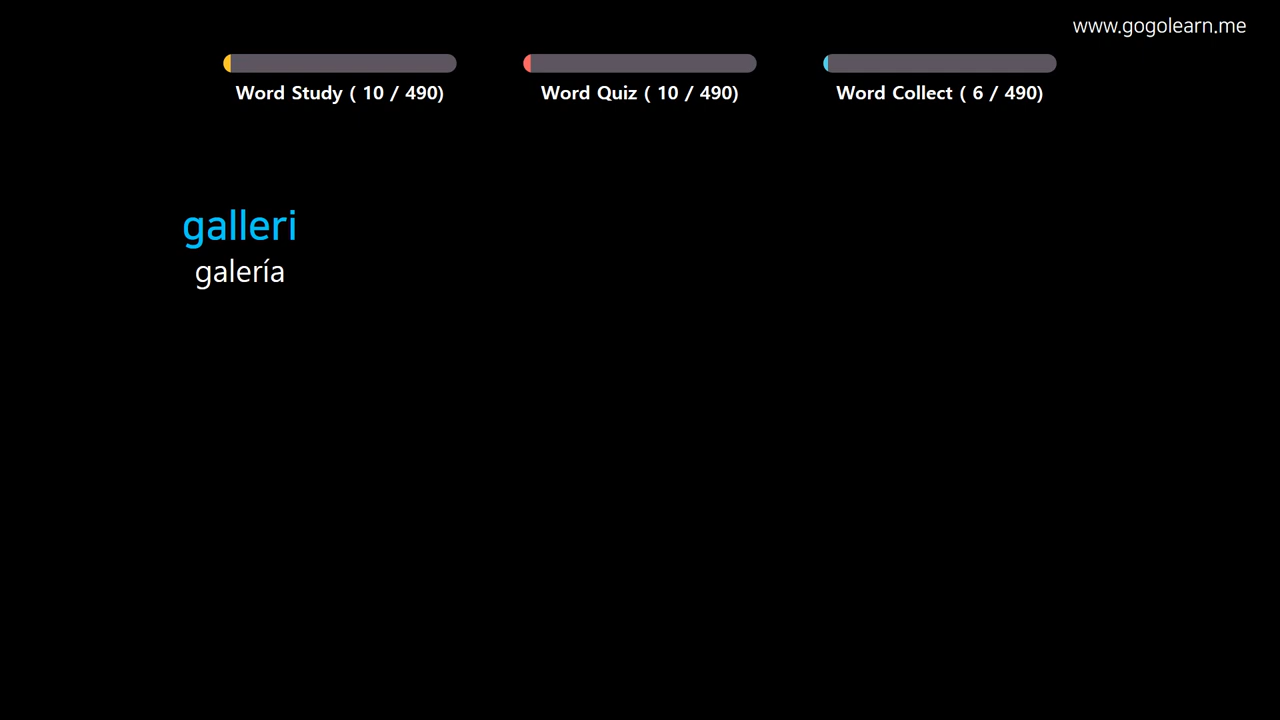 www.gogolearn.me
Word Study ( 10 / 490)
Word Quiz ( 10 / 490)
Word Collect ( 6 / 490)
galleri
galería